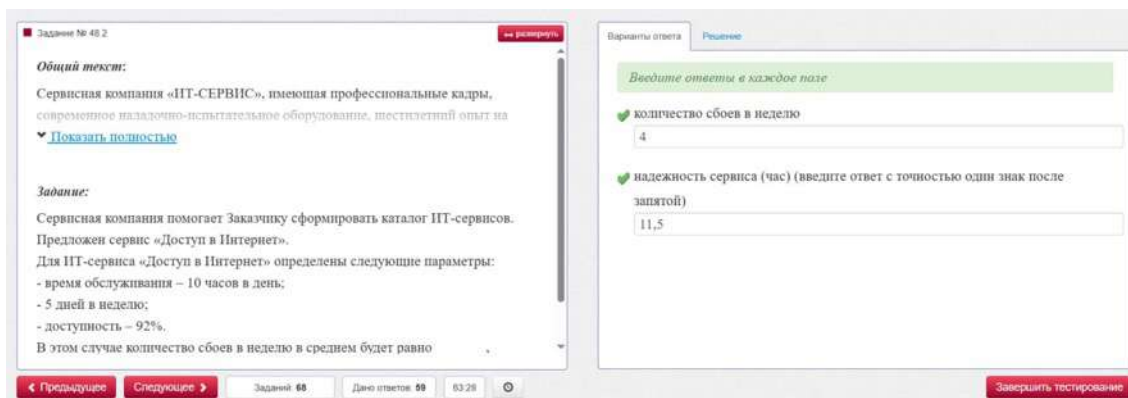 Задание № 48.2
развернуть
Общий текст:
Сервисная компания «ИТ-СЕРВИС», имеющая профессиональные кадры,
современное наладочно-испытательное оборудование, шестилетний опыт на
Показать полностью
Задание:
Сервисная компания помогает Заказчику сформировать каталог ИТ-сервисов.
Предложен сервис «Доступ в Интернет».
Для ИТ-сервиса «Доступ в Интернет» определены следующие параметры:
- время обслуживания – 10 часов в день;
- 5 дней в неделю;
- доступность – 92%.
В этом случае количество сбоев в неделю в среднем будет равно ,
Варианты ответа
Решение
Введите ответы в каждое поле
количество сбоев в неделю
4
надежность сервиса (час) (введите ответ с точностью один знак после
запятой)
11,5
Предыдущее
Следующее
Заданий: 68
Дано ответов: 59
63:28
Завершить тестирование